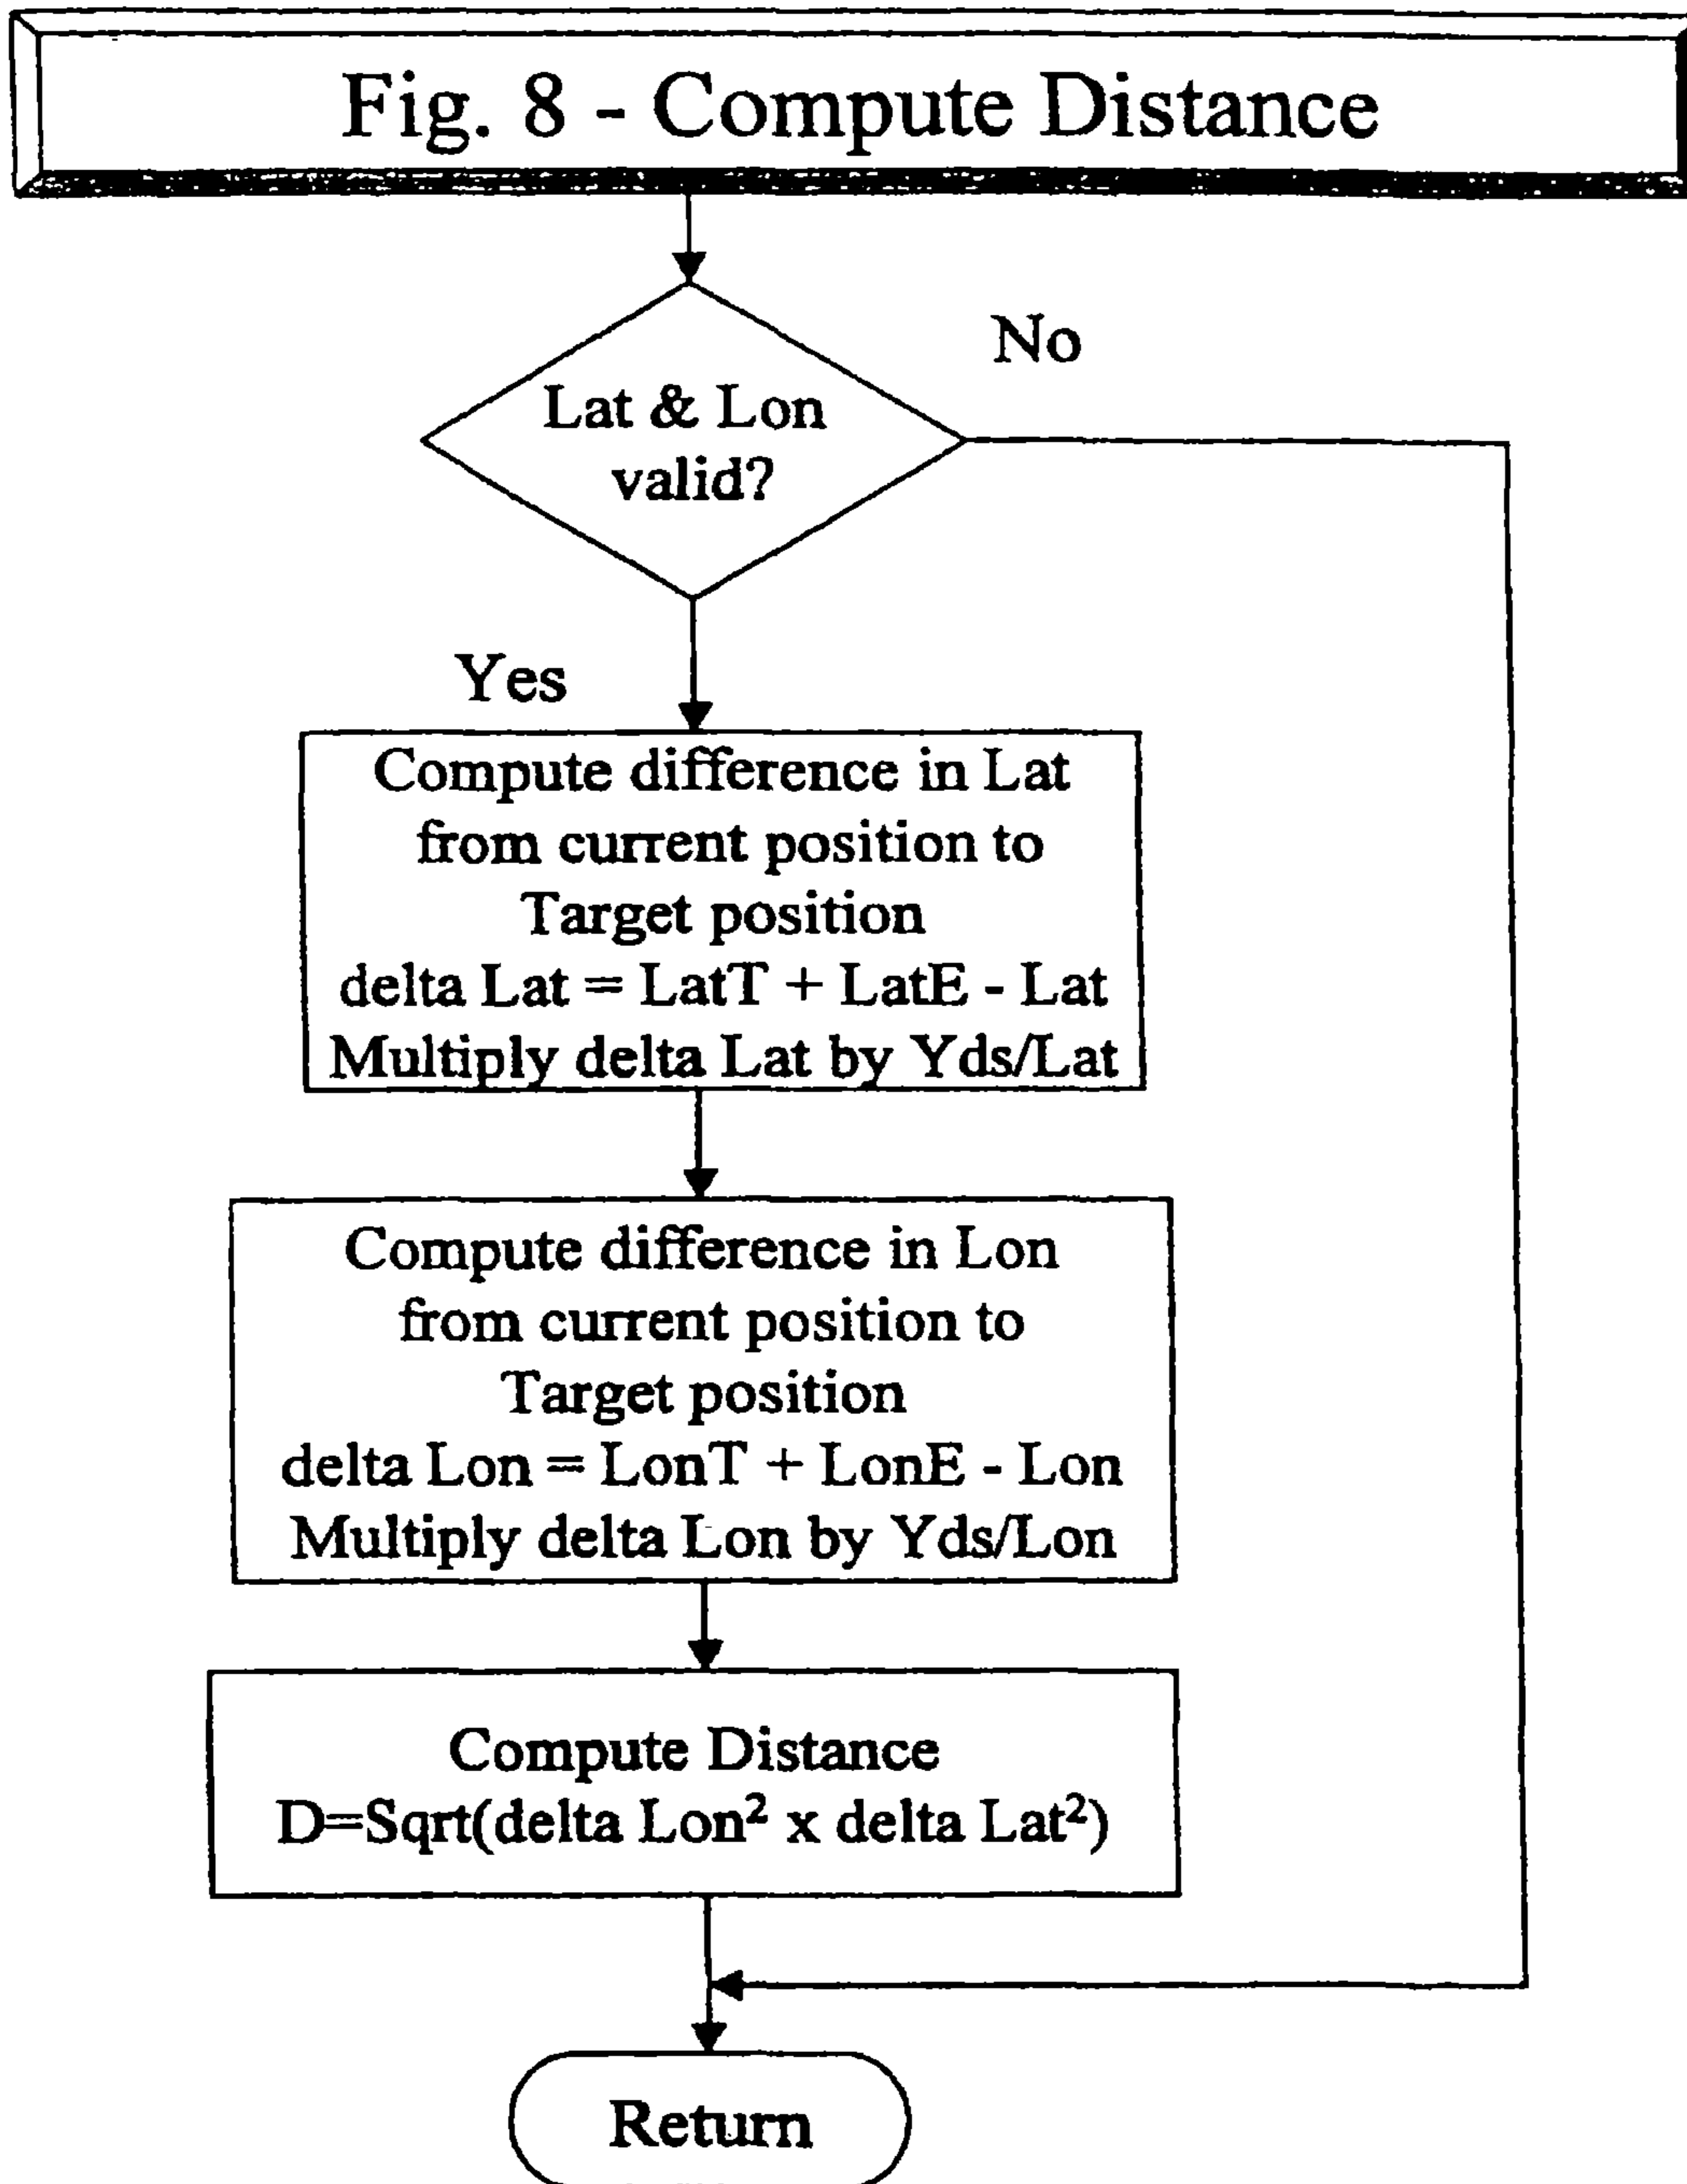 Fig. 8 - Compute Distance
No
Lat & Lon
valid?
Yes
Compute difference in Lat
from current position to
Target position
delta Lat = LatT + LatE - Lat
Multiply delta Lat by Yds/Lat
Compute difference in Lon
from current position to
Target position
delta Lon = LonT + LonE - Lon
Multiply delta Lon by Yds/Lon
Compute Distance
D=Sqrt(delta Lon² x delta Lat²)
Return